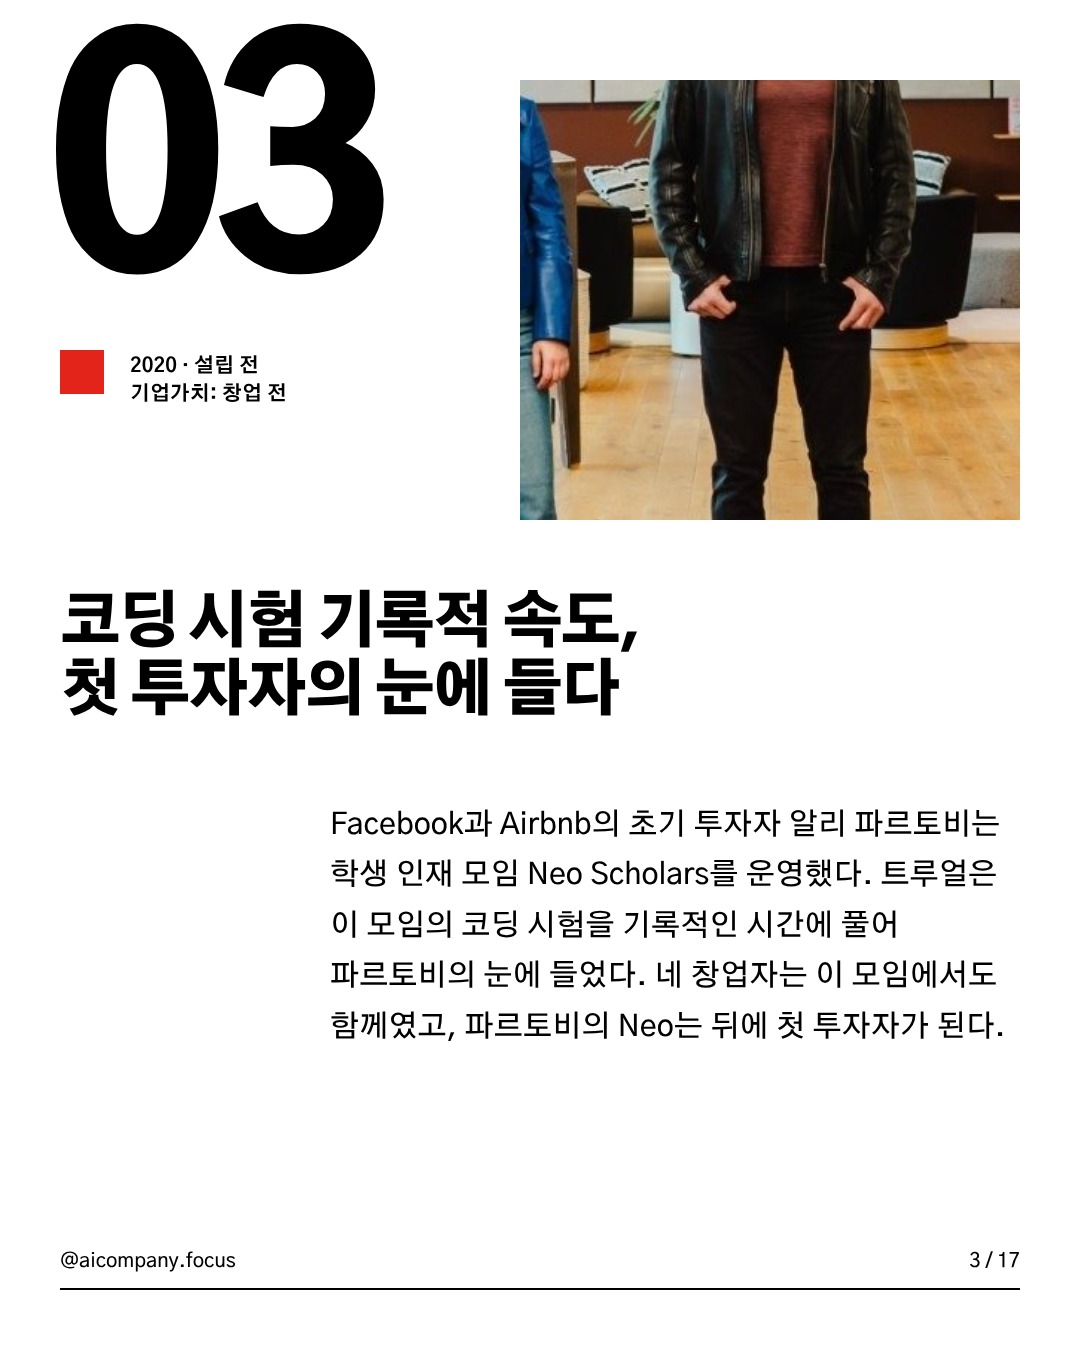 03
2020 · 설립 전
기업가치: 창업 전
코딩 시험 기록적 속도,
첫 투자자의 눈에 들다
Facebook과 Airbnb의 초기 투자자 알리 파르토비는
학생 인재 모임 Neo Scholars를 운영했다. 트루얼은
이 모임의 코딩 시험을 기록적인 시간에 풀어
파르토비의 눈에 들었다. 네 창업자는 이 모임에서도
함께였고, 파르토비의 Neo는 뒤에 첫 투자자가 된다.
@aicompany.focus
3 / 17